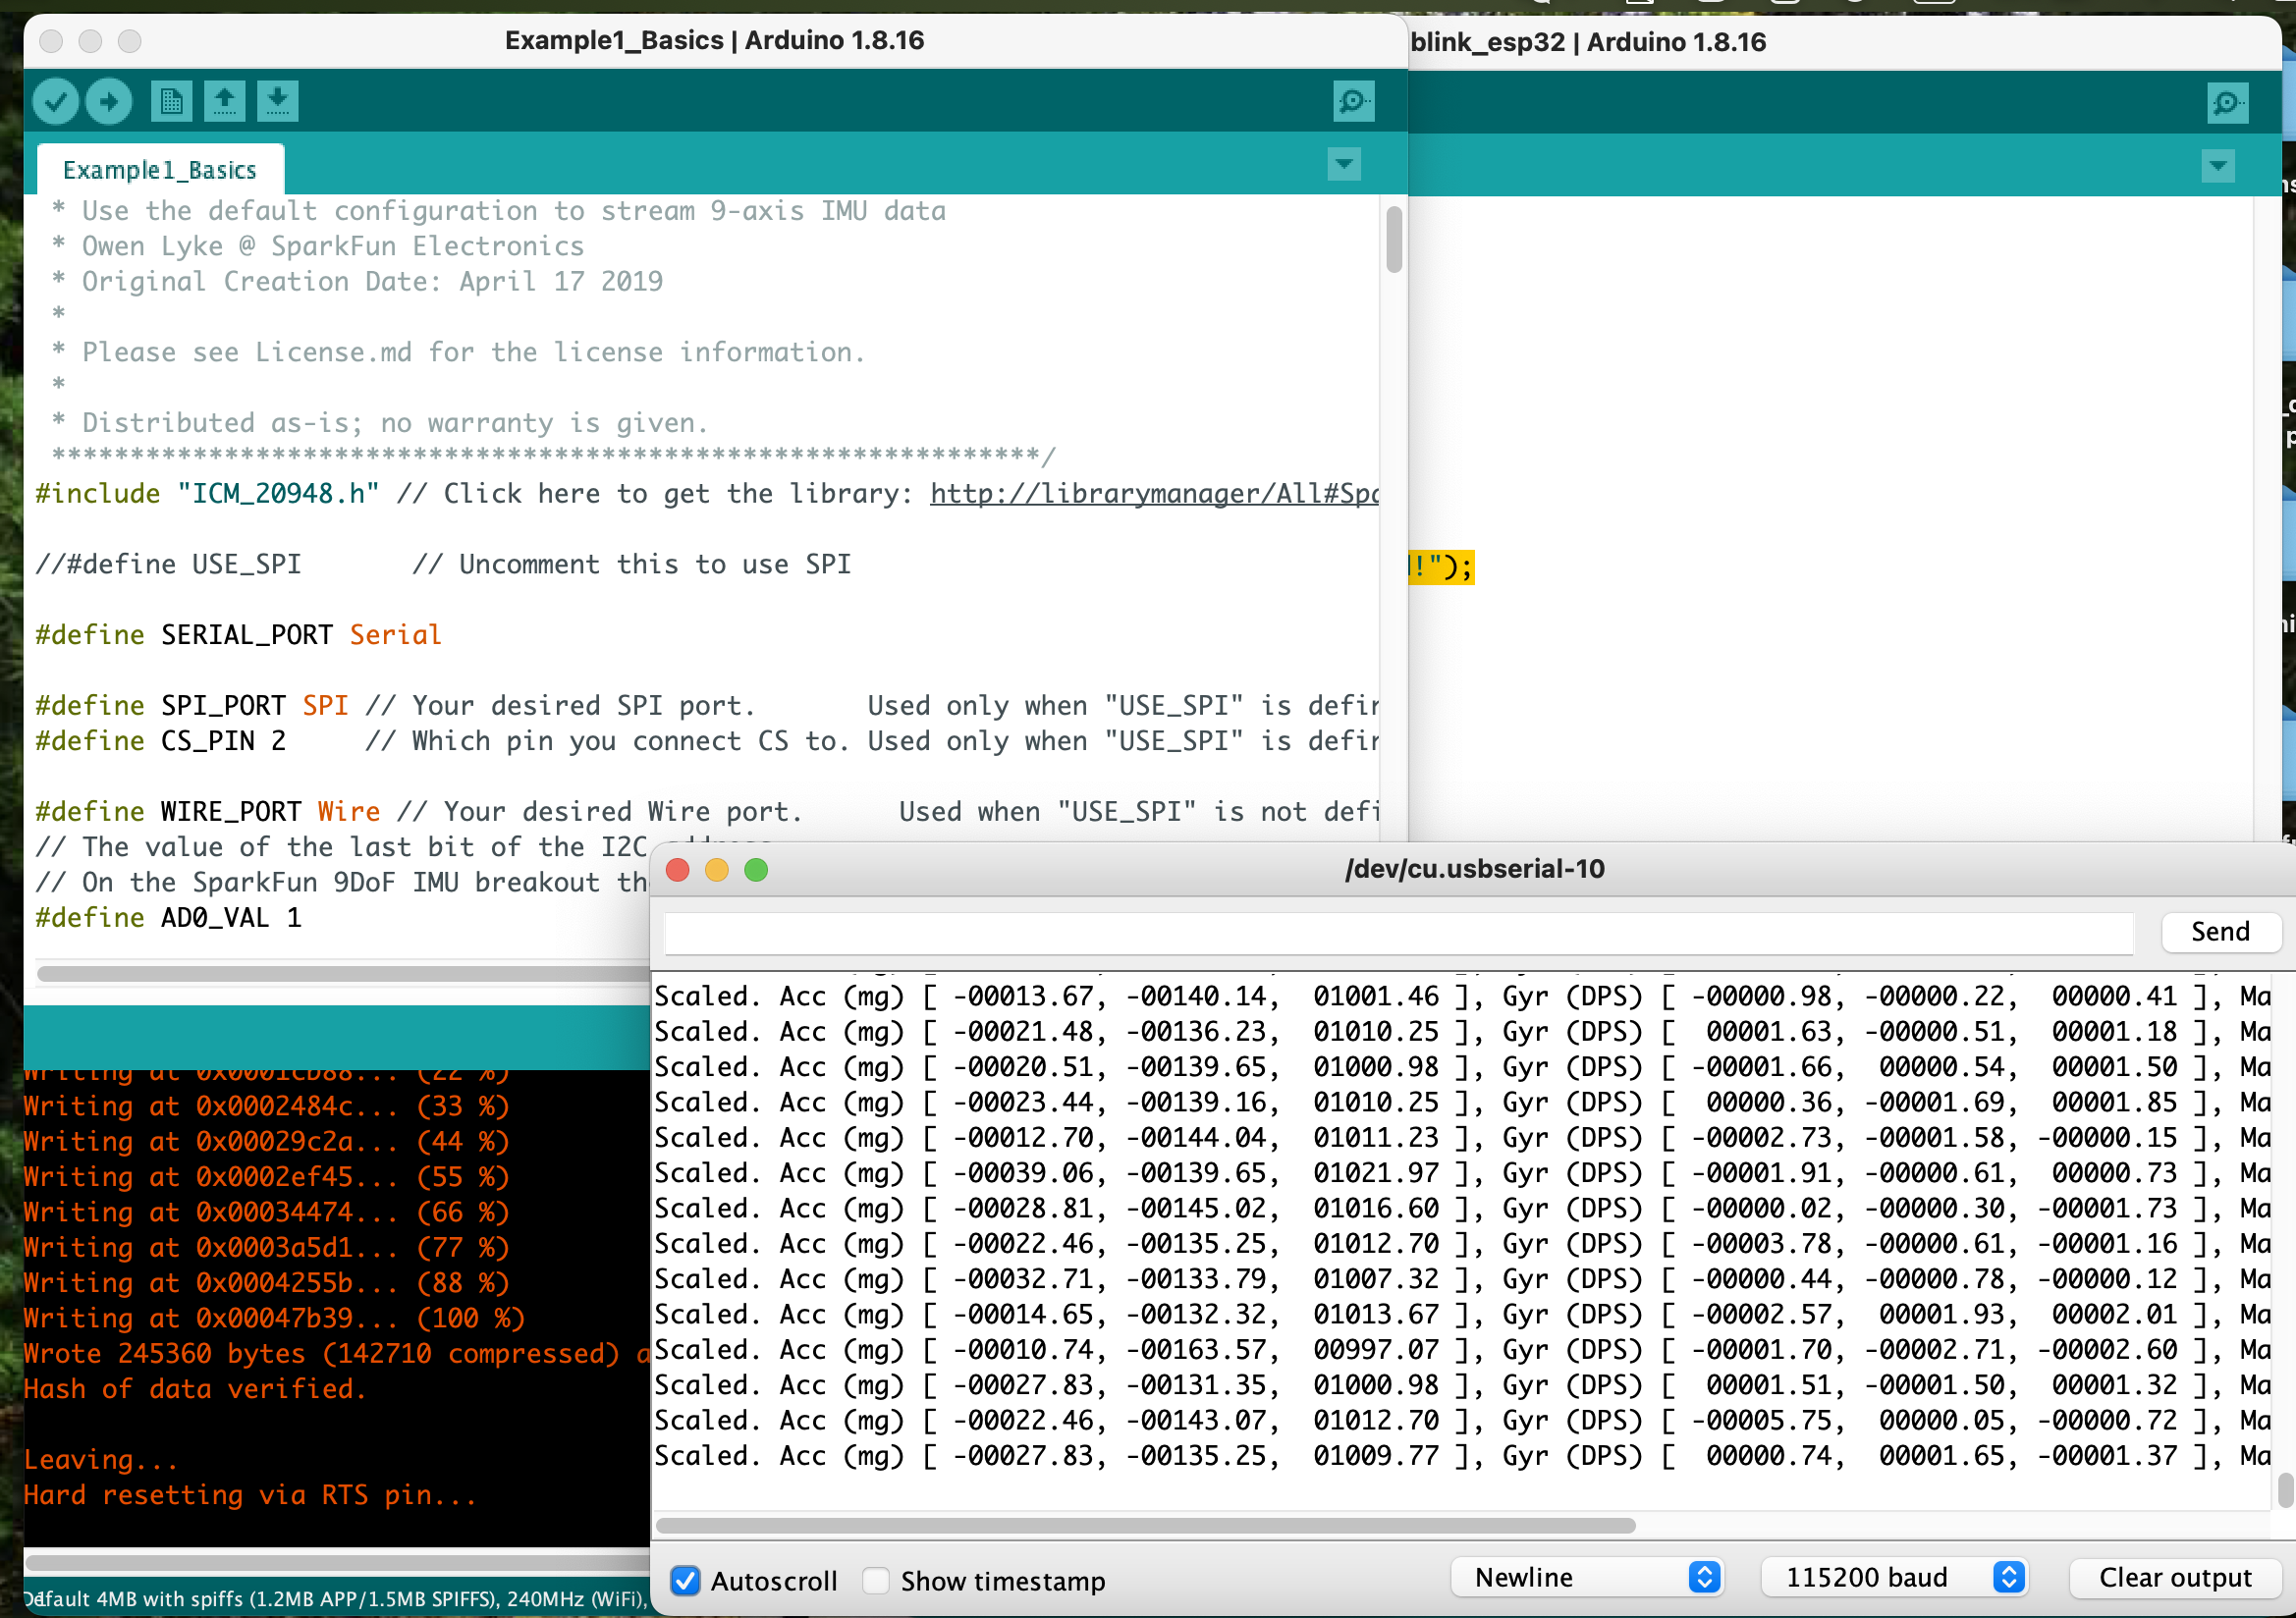 Example1_Basics | Arduino 1.8.16
blink_esp32 | Arduino 1.8.16
Example1_Basics
 * Use the default configuration to stream 9-axis IMU data
 * Owen Lyke @ SparkFun Electronics
 * Original Creation Date: April 17 2019
 *
 * Please see License.md for the license information.
 *
 * Distributed as-is; no warranty is given.
 ***************************************************************/
#include "ICM_20948.h" // Click here to get the library: http://librarymanager/All#Spa
//#define USE_SPI       // Uncomment this to use SPI
!");
#define SERIAL_PORT Serial
#define SPI_PORT SPI // Your desired SPI port.       Used only when "USE_SPI" is
#define CS_PIN 2     // Which pin you connect CS to. Used only when "USE_SPI" is
#define WIRE_PORT Wire // Your desired Wire port.      Used when "USE_SPI" is not
// The value of the last bit of the I2C address
// On the SparkFun 9DoF IMU breakout
#define AD0_VAL 1
Writing at 0x0001cb88... (22 %)
Writing at 0x0002484c... (33 %)
Writing at 0x00029c2a... (44 %)
Writing at 0x0002ef45... (55 %)
Writing at 0x00034474... (66 %)
Writing at 0x0003a5d1... (77 %)
Writing at 0x0004255b... (88 %)
Writing at 0x00047b39... (100 %)
Wrote 245360 bytes (142710 compressed) a
Hash of data verified.
Leaving...
Hard resetting via RTS pin...
Default 4MB with spiffs (1.2MB APP/1.5MB SPIFFS), 240MHz (WiFi),
/dev/cu.usbserial-10
Send
Scaled. Acc (mg) [ -00013.67, -00140.14,  01001.46 ], Gyr (DPS) [ -00000.98, -00000.22,  00000.41 ], Ma
Scaled. Acc (mg) [ -00021.48, -00136.23,  01010.25 ], Gyr (DPS) [  00001.63, -00000.51,  00001.18 ], Ma
Scaled. Acc (mg) [ -00020.51, -00139.65,  01000.98 ], Gyr (DPS) [ -00001.66,  00000.54,  00001.50 ], Ma
Scaled. Acc (mg) [ -00023.44, -00139.16,  01010.25 ], Gyr (DPS) [  00000.36, -00001.69,  00001.85 ], Ma
Scaled. Acc (mg) [ -00012.70, -00144.04,  01011.23 ], Gyr (DPS) [ -00002.73, -00001.58, -00000.15 ], Ma
Scaled. Acc (mg) [ -00039.06, -00139.65,  01021.97 ], Gyr (DPS) [ -00001.91, -00000.61,  00000.73 ], Ma
Scaled. Acc (mg) [ -00028.81, -00145.02,  01016.60 ], Gyr (DPS) [ -00000.02, -00000.30, -00001.73 ], Ma
Scaled. Acc (mg) [ -00022.46, -00135.25,  01012.70 ], Gyr (DPS) [ -00003.78, -00000.61, -00001.16 ], Ma
Scaled. Acc (mg) [ -00032.71, -00133.79,  01007.32 ], Gyr (DPS) [ -00000.44, -00000.78, -00000.12 ], Ma
Scaled. Acc (mg) [ -00014.65, -00132.32,  01013.67 ], Gyr (DPS) [ -00002.57,  00001.93,  00002.01 ], Ma
Scaled. Acc (mg) [ -00010.74, -00163.57,  00997.07 ], Gyr (DPS) [ -00001.70, -00002.71, -00002.60 ], Ma
Scaled. Acc (mg) [ -00027.83, -00131.35,  01000.98 ], Gyr (DPS) [  00001.51, -00001.50,  00001.32 ], Ma
Scaled. Acc (mg) [ -00022.46, -00143.07,  01012.70 ], Gyr (DPS) [ -00005.75,  00000.05, -00000.72 ], Ma
Scaled. Acc (mg) [ -00027.83, -00135.25,  01009.77 ], Gyr (DPS) [  00000.74,  00001.65, -00001.37 ], Ma
Autoscroll
Show timestamp
Newline
115200 baud
Clear output